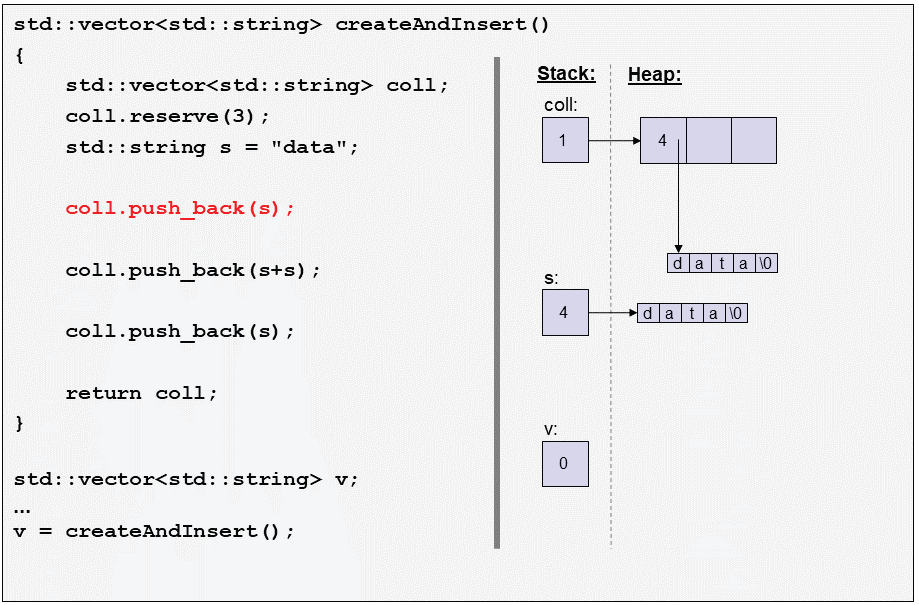 std::vector<std::string> createAndInsert()
{
std::vector<std::string> coll;
coll.reserve(3);
std::string s = "data";
coll.push_back(s);
coll.push_back(s+s);
coll.push_back(s);
return coll;
}
std::vector<std::string> v;
...
v = createAndInsert();
Stack: Heap:
coll:
1 4
d a t a \0
s:
4 d a t a \0
v:
0